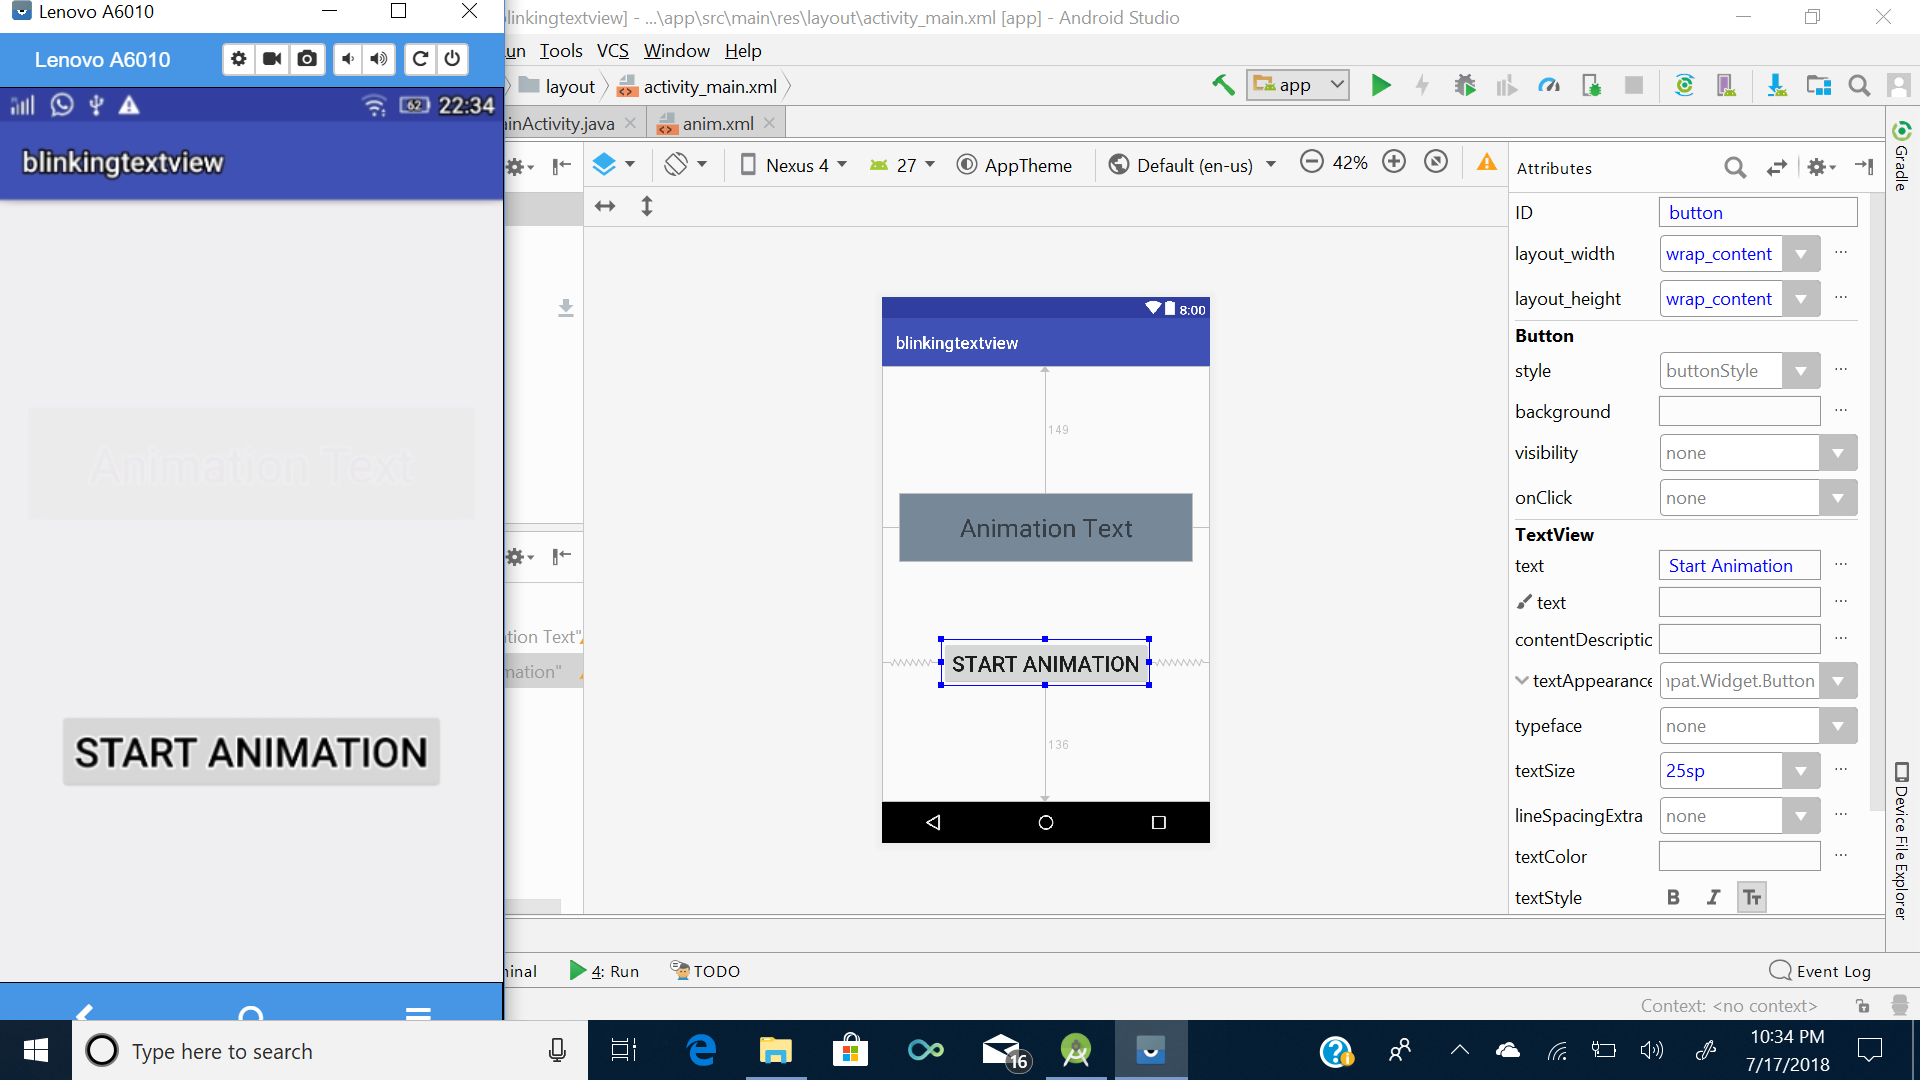 Lenovo A6010
blinkingtextview] - ...\app\src\main\res\layout\activity_main.xml [app] - Android Studio
Tools VCS Window Help
Lenovo A6010
layout activity_main.xml
app
62 22:34
ainActivity.java
anim.xml
blinkingtextview
Nexus 4
27
AppTheme
Default (en-us)
42%
Attributes
Gradle
ID
button
layout_width
wrap_content
layout_height
wrap_content
8:00
blinkingtextview
Button
style
buttonStyle
background
visibility
none
onClick
none
149
Animation Text
Animation Text
TextView
text
Start Animation
text
contentDescriptic
tion Text"
START ANIMATION
mation"
textAppearance
pat.Widget.Button
typeface
none
START ANIMATION
136
textSize
25sp
lineSpacingExtra
none
textColor
textStyle
B I Tт
Device File Explorer
minal
4: Run
TODO
Event Log
Context: <no context>
Type here to search
16
10:34 PM
7/17/2018